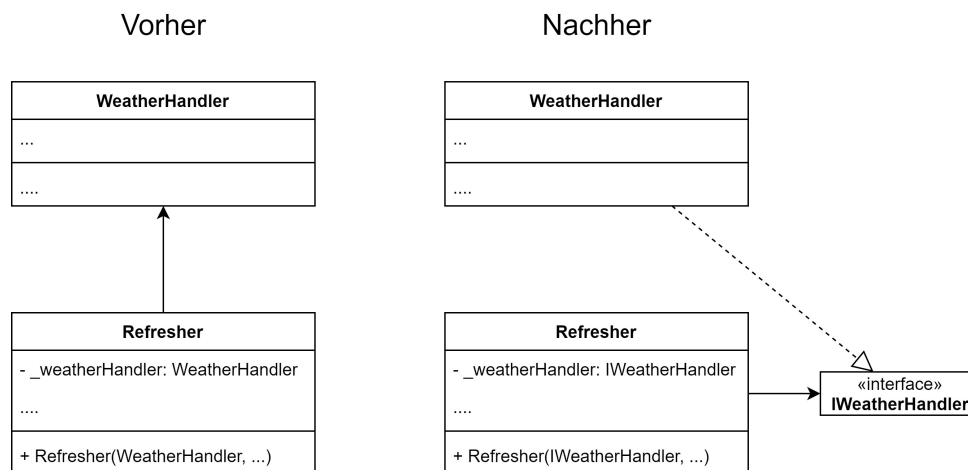 Vorher
WeatherHandler
...
....
Refresher
- _weatherHandler: WeatherHandler
....
+ Refresher(WeatherHandler, ...)
Nachher
WeatherHandler
...
....
Refresher
- _weatherHandler: IWeatherHandler
....
+ Refresher(IWeatherHandler, ...)
«interface»
IWeatherHandler